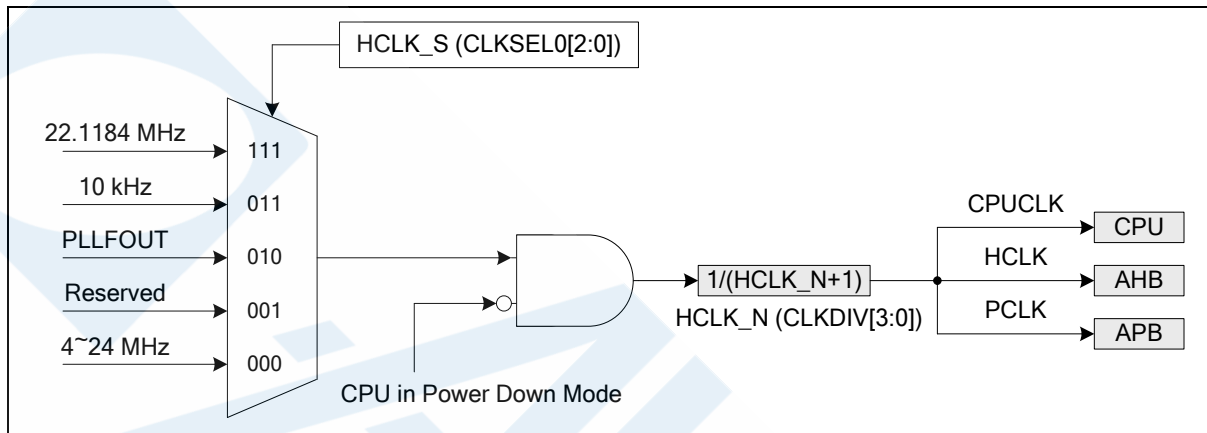 HCLK_S (CLKSEL0[2:0])
22.1184 MHz
111
10 kHz
011
PLLFOUT
010
Reserved
001
4~24 MHz
000
CPU in Power Down Mode
1/(HCLK_N+1)
HCLK_N (CLKDIV[3:0])
CPUCLK
CPU
HCLK
AHB
PCLK
APB